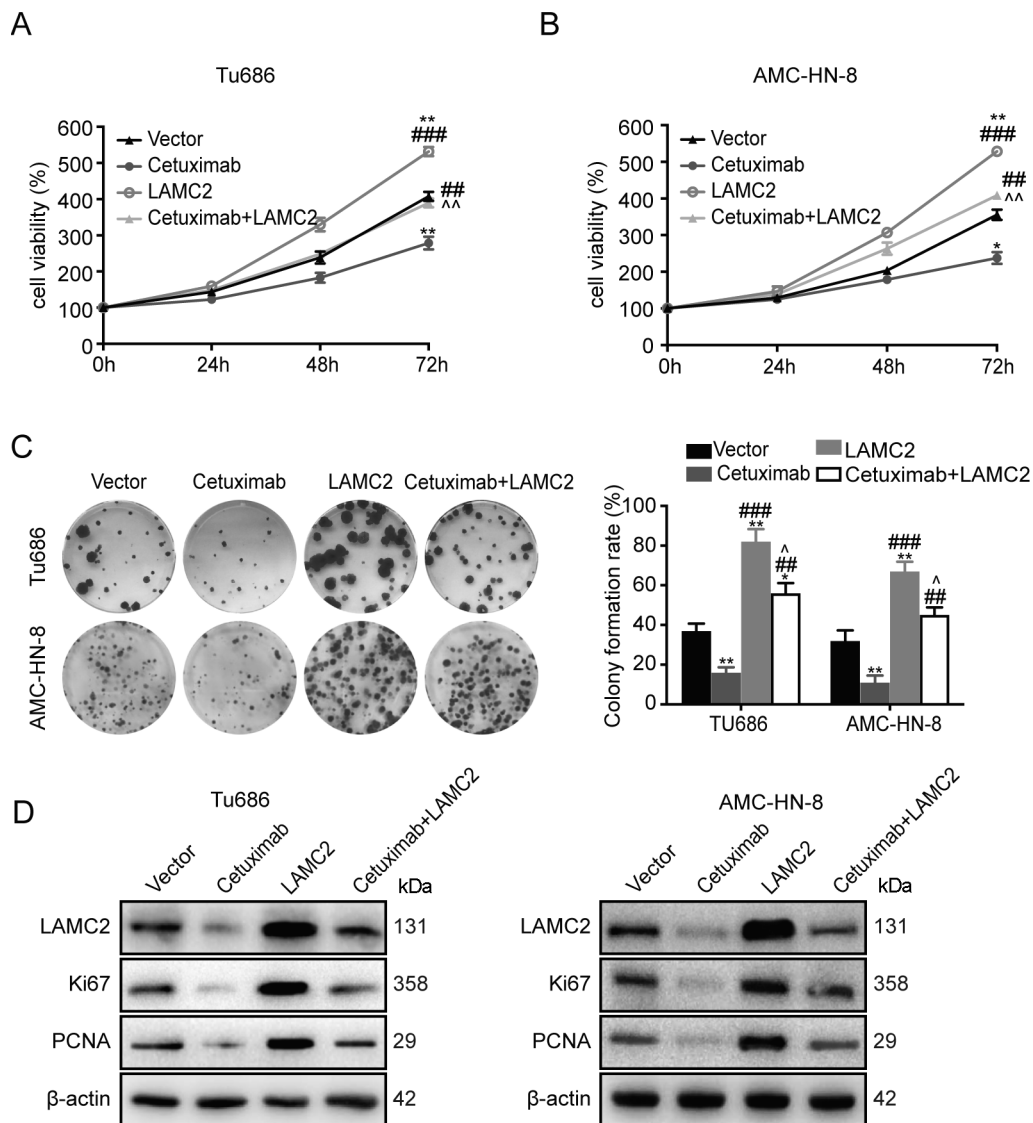 A
Tu686
cell viability (%)
600
500
400
300
200
100
0
0h 24h 48h 72h
Vector
Cetuximab
LAMC2
Cetuximab+LAMC2
**
###
##
^^
**
B
AMC-HN-8
cell viability (%)
600
500
400
300
200
100
0
0h 24h 48h 72h
Vector
Cetuximab
LAMC2
Cetuximab+LAMC2
**
###
##
^^
*
C
Vector Cetuximab LAMC2 Cetuximab+LAMC2
Tu686
AMC-HN-8
Vector LAMC2
Cetuximab Cetuximab+LAMC2
Colony formation rate (%)
100
80
60
40
20
0
**
###
**
^
##
*
**
###
**
^
##
TU686 AMC-HN-8
D
Tu686
Vector Cetuximab LAMC2 Cetuximab+LAMC2 kDa
LAMC2 131
Ki67 358
PCNA 29
β-actin 42
AMC-HN-8
Vector Cetuximab LAMC2 Cetuximab+LAMC2 kDa
LAMC2 131
Ki67 358
PCNA 29
β-actin 42